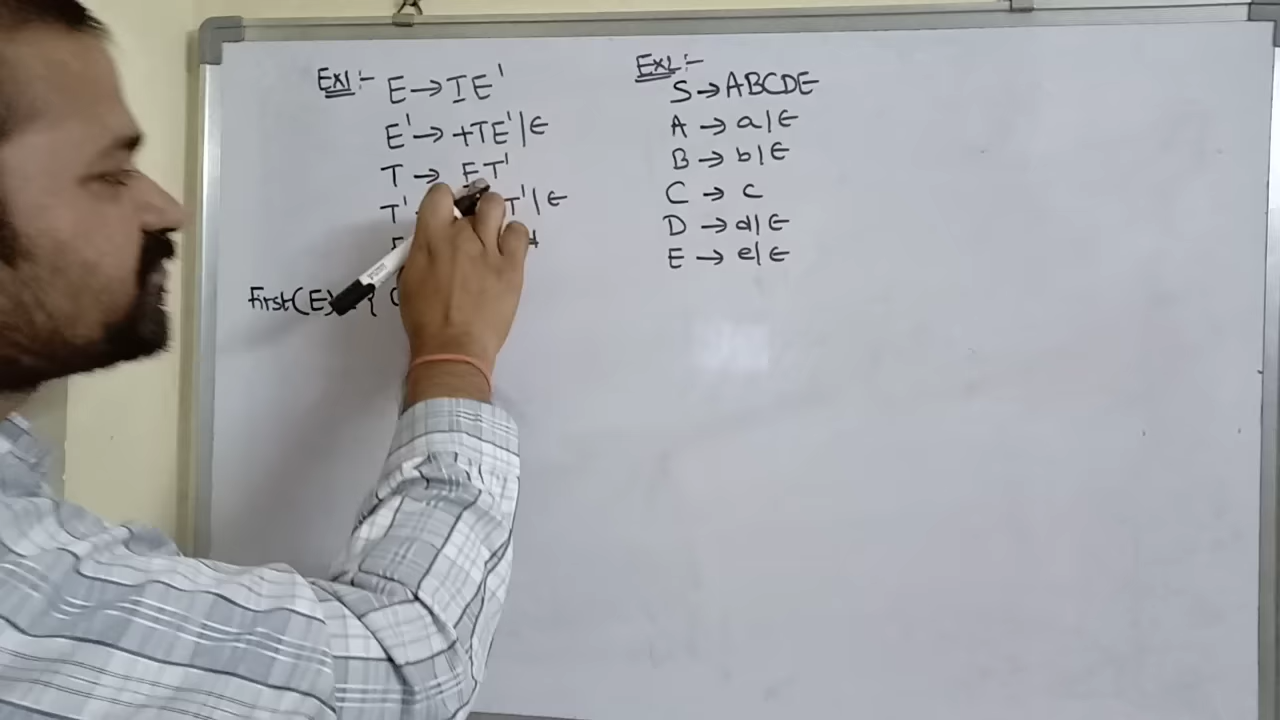 Ex1:- E → TE'
E' → +TE'|∈
T → FT'
T' T'|∈
First(E) {
Ex2:- S → ABCDE
A → a|∈
B → b|∈
C → c
D → d|∈
E → e|∈